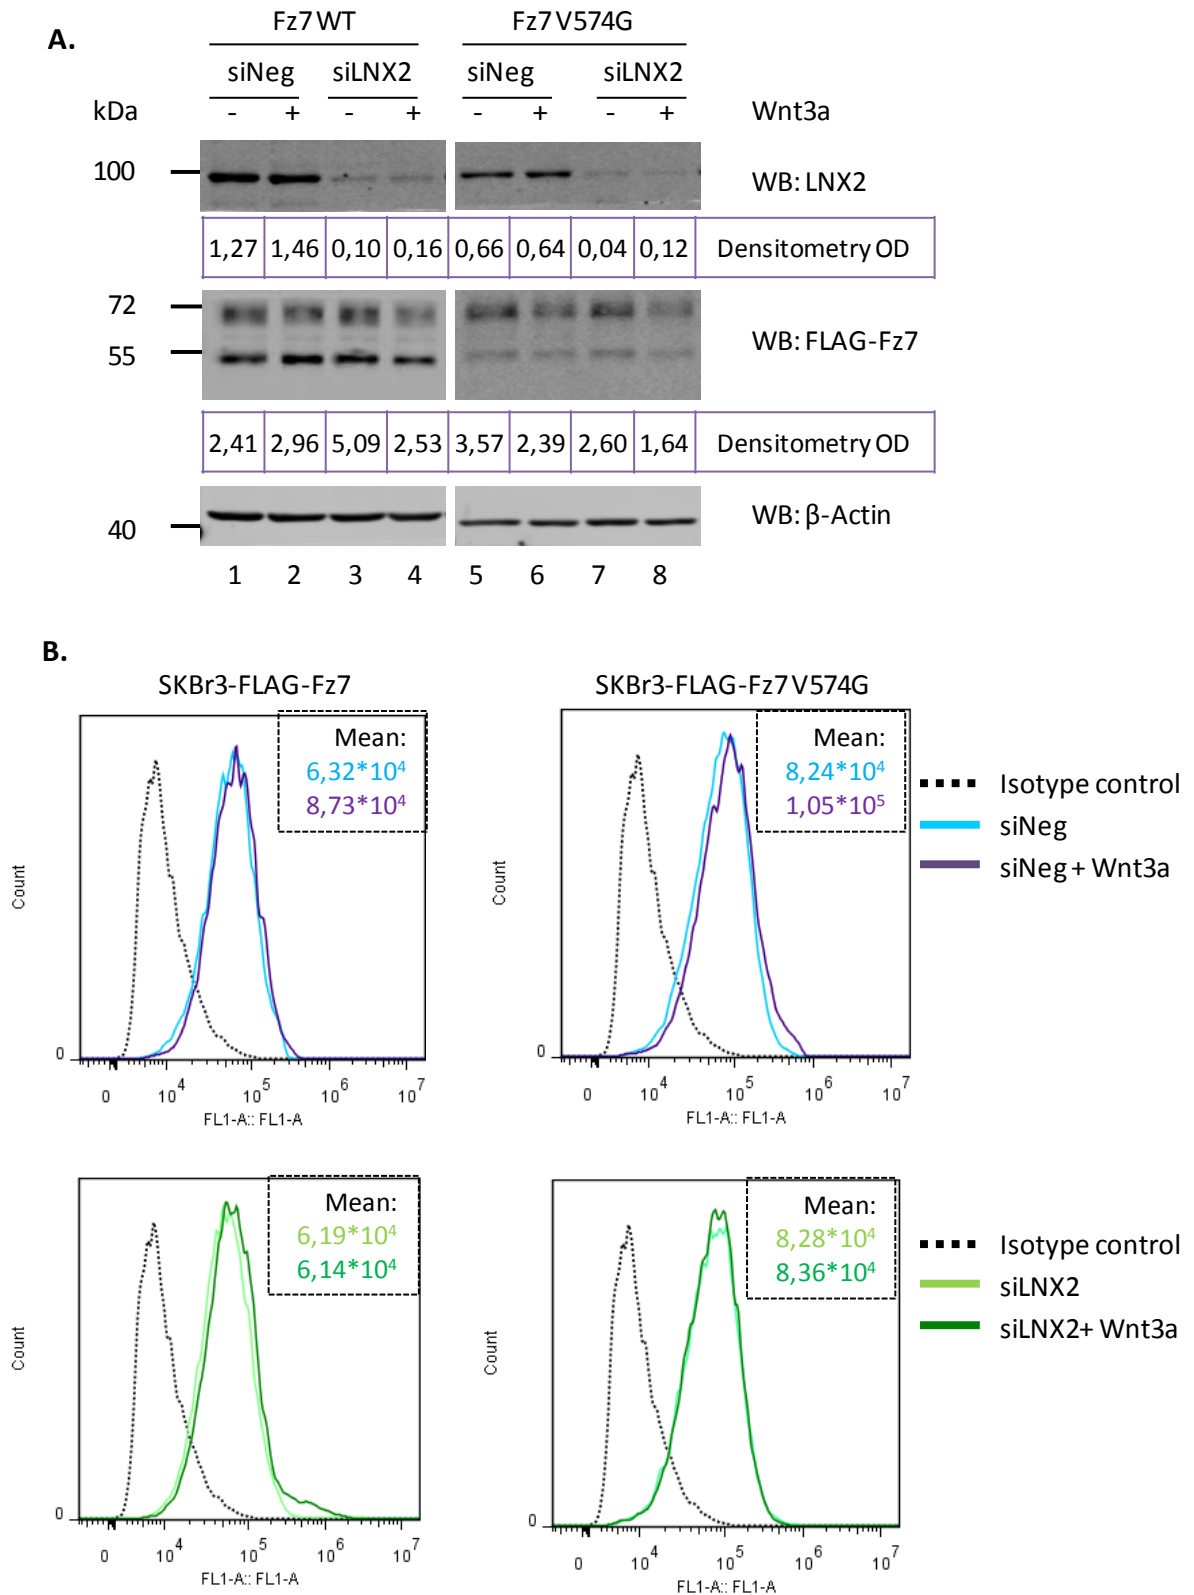 A.
Fz7 WT Fz7 V574G
siNeg siLNX2 siNeg siLNX2
kDa - + - + - + - + Wnt3a
100 WB: LNX2
1,27 1,46 0,10 0,16 0,66 0,64 0,04 0,12 Densitometry OD
72
WB: FLAG-Fz7
55
2,41 2,96 5,09 2,53 3,57 2,39 2,60 1,64 Densitometry OD
40 WB: β-Actin
1 2 3 4 5 6 7 8
B.
SKBr3-FLAG-Fz7
Mean:
6,32*10⁴
8,73*10⁴
Count
0
0 10⁴ 10⁵ 10⁶ 10⁷
FL1-A:: FL1-A
SKBr3-FLAG-Fz7 V574G
Mean:
8,24*10⁴
1,05*10⁵
Count
0
0 10⁴ 10⁵ 10⁶ 10⁷
FL1-A:: FL1-A
Isotype control
siNeg
siNeg + Wnt3a
Mean:
6,19*10⁴
6,14*10⁴
Count
0
0 10⁴ 10⁵ 10⁶ 10⁷
FL1-A:: FL1-A
Mean:
8,28*10⁴
8,36*10⁴
Count
0
0 10⁴ 10⁵ 10⁶ 10⁷
FL1-A:: FL1-A
Isotype control
siLNX2
siLNX2+ Wnt3a